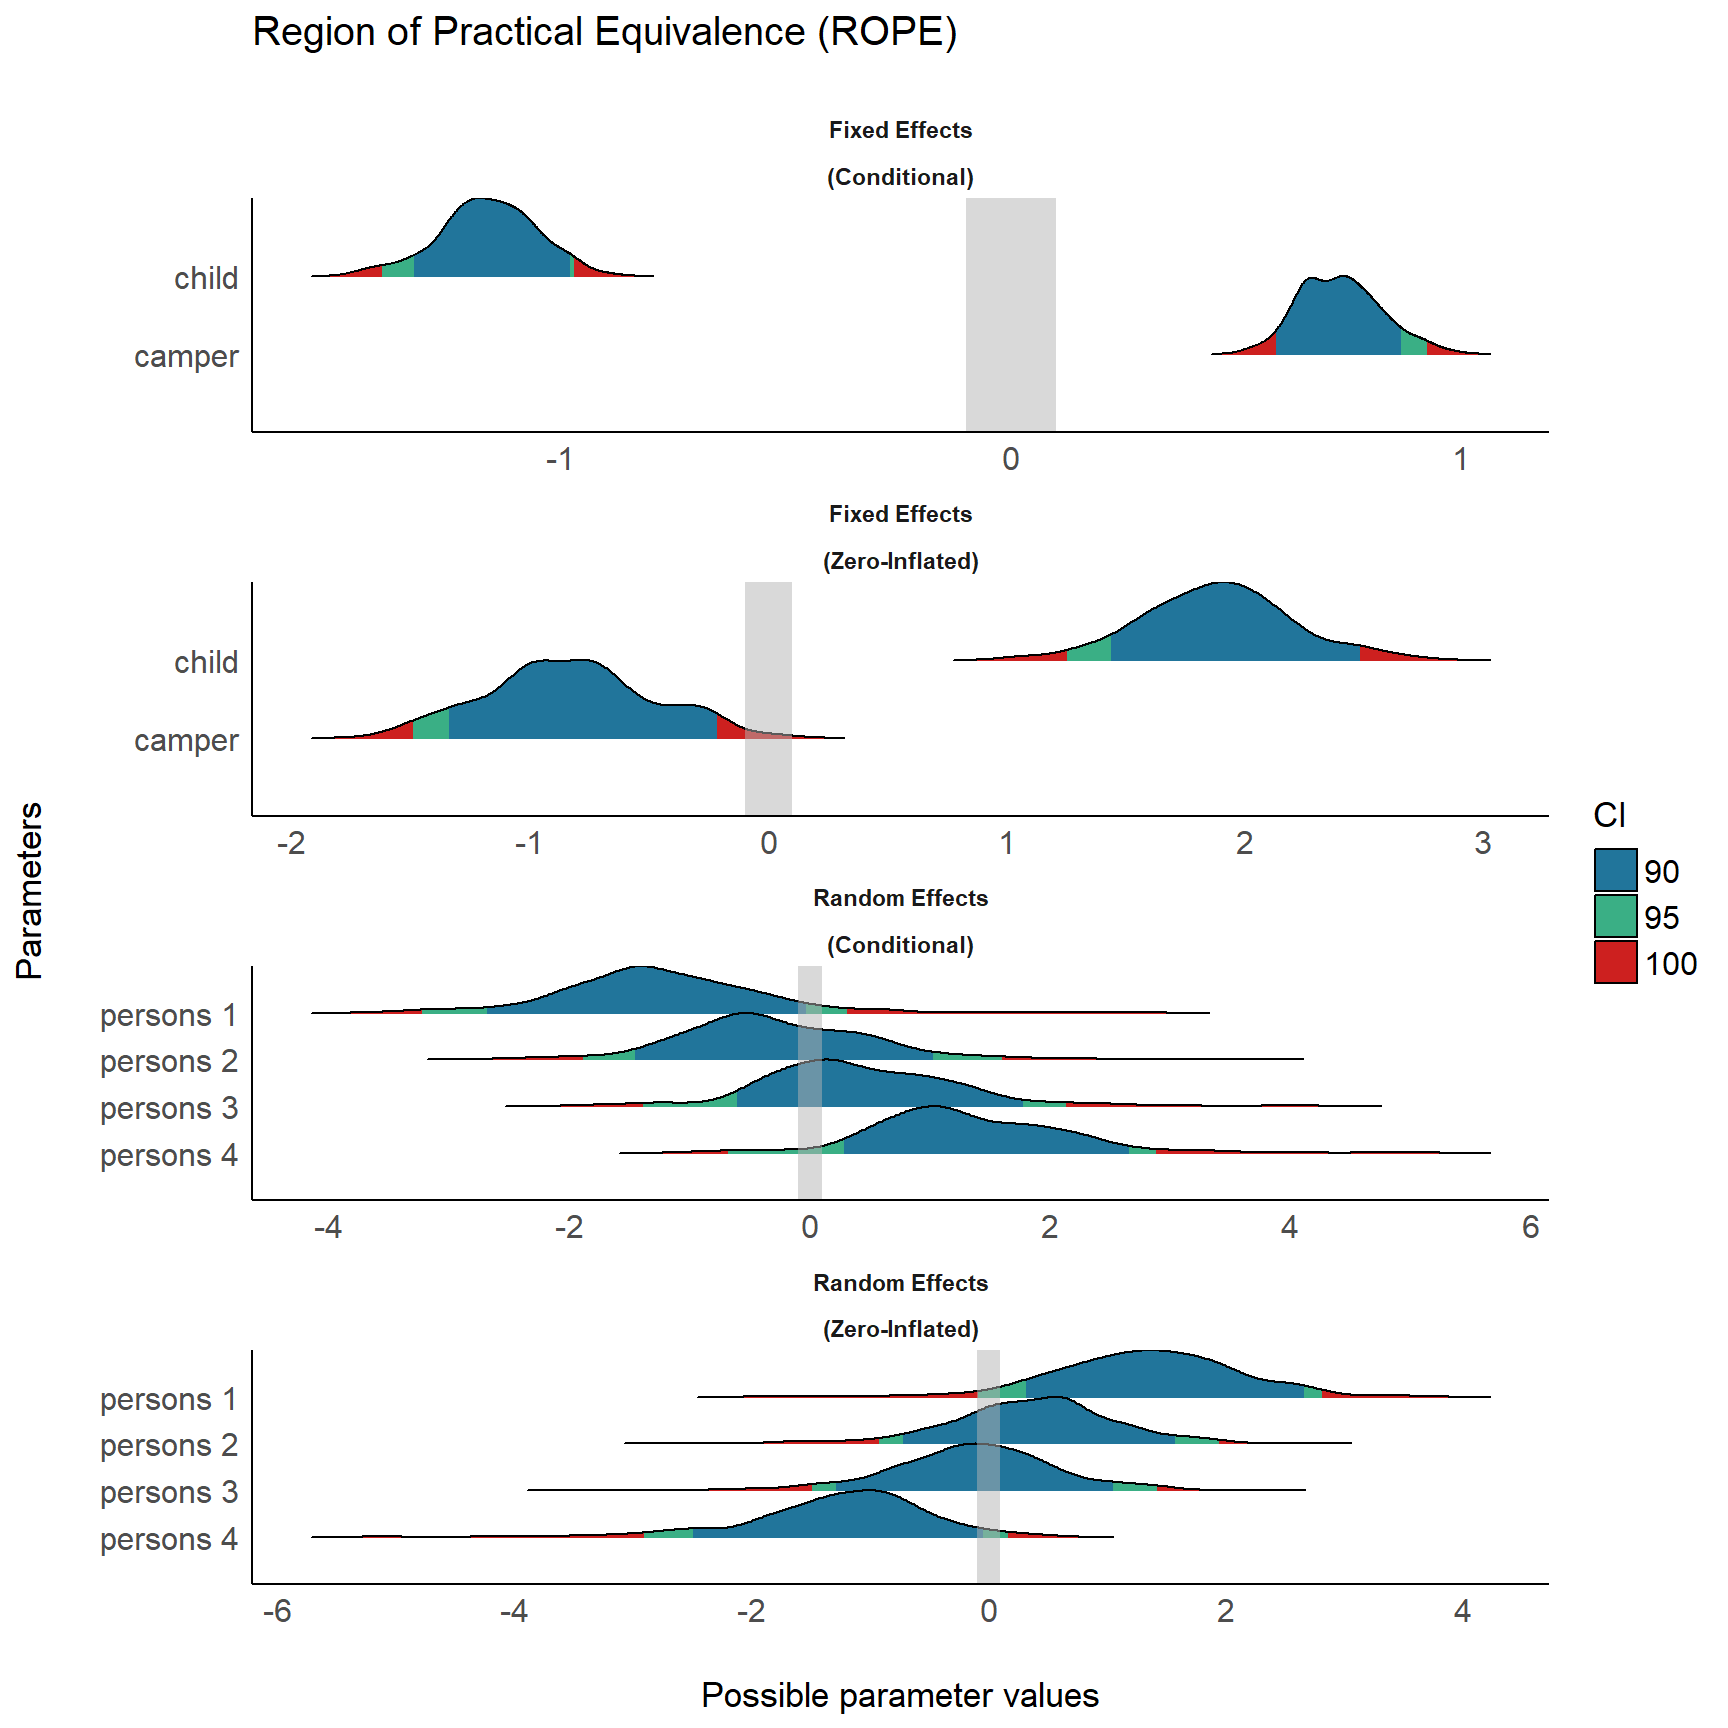 Region of Practical Equivalence (ROPE)
Fixed Effects
(Conditional)
child
camper
-1 0 1
Fixed Effects
(Zero-Inflated)
child
camper
-2 -1 0 1 2 3
Random Effects
(Conditional)
persons 1
persons 2
persons 3
persons 4
-4 -2 0 2 4 6
Random Effects
(Zero-Inflated)
persons 1
persons 2
persons 3
persons 4
-6 -4 -2 0 2 4
Possible parameter values
Parameters
CI
90
95
100